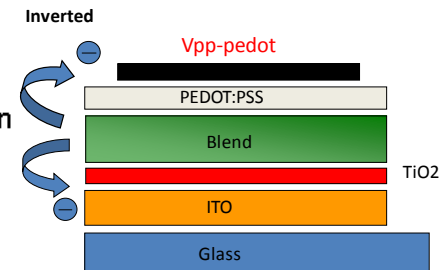 Inverted
Vpp-pedot
PEDOT:PSS
n
Blend
TiO2
ITO
Glass